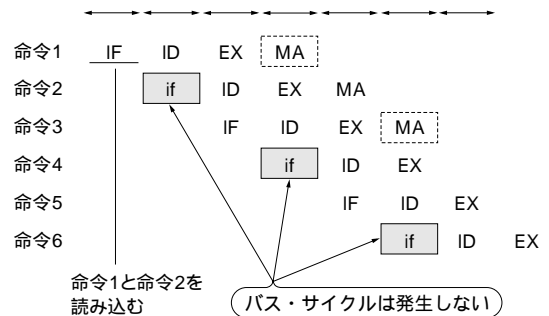 命令1 IF ID EX MA
命令2 if ID EX MA
命令3 IF ID EX MA
命令4 if ID EX
命令5 IF ID EX
命令6 if ID EX
命令1と命令2を
読み込む
バス・サイクルは発生しない